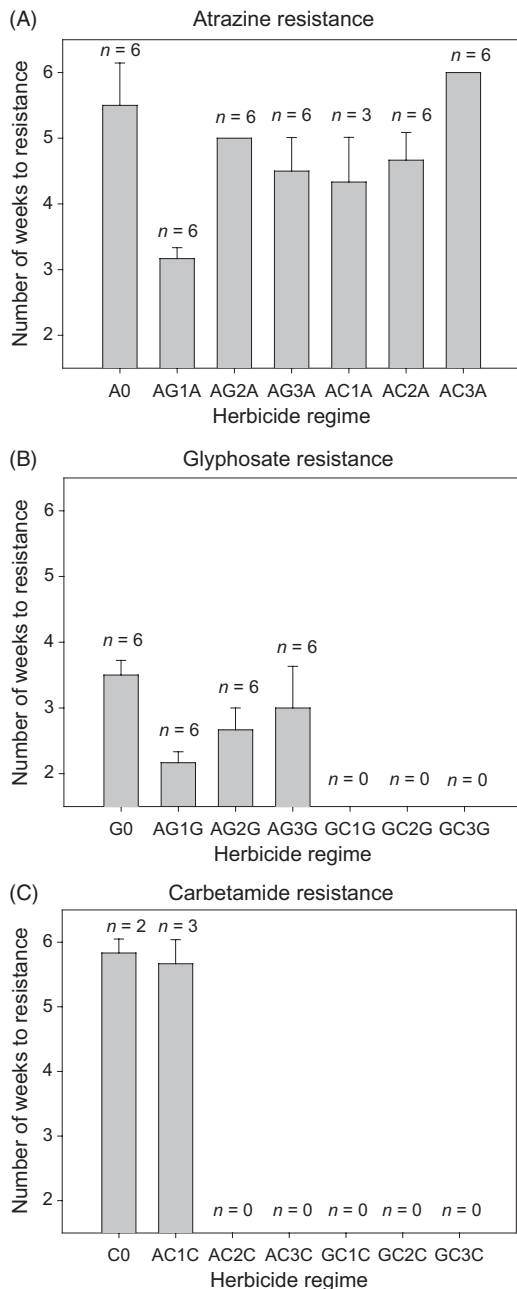 (A) Atrazine resistance
n = 6 n = 6 n = 6 n = 6 n = 3 n = 6 n = 6
Number of weeks to resistance
6
5
4
3
2
A0 AG1A AG2A AG3A AC1A AC2A AC3A
Herbicide regime
(B) Glyphosate resistance
n = 6 n = 6 n = 6 n = 6 n = 0 n = 0 n = 0
Number of weeks to resistance
6
5
4
3
2
G0 AG1G AG2G AG3G GC1G GC2G GC3G
Herbicide regime
(C) Carbetamide resistance
n = 2 n = 3 n = 0 n = 0 n = 0 n = 0 n = 0
Number of weeks to resistance
6
5
4
3
2
C0 AC1C AC2C AC3C GC1C GC2C GC3C
Herbicide regime